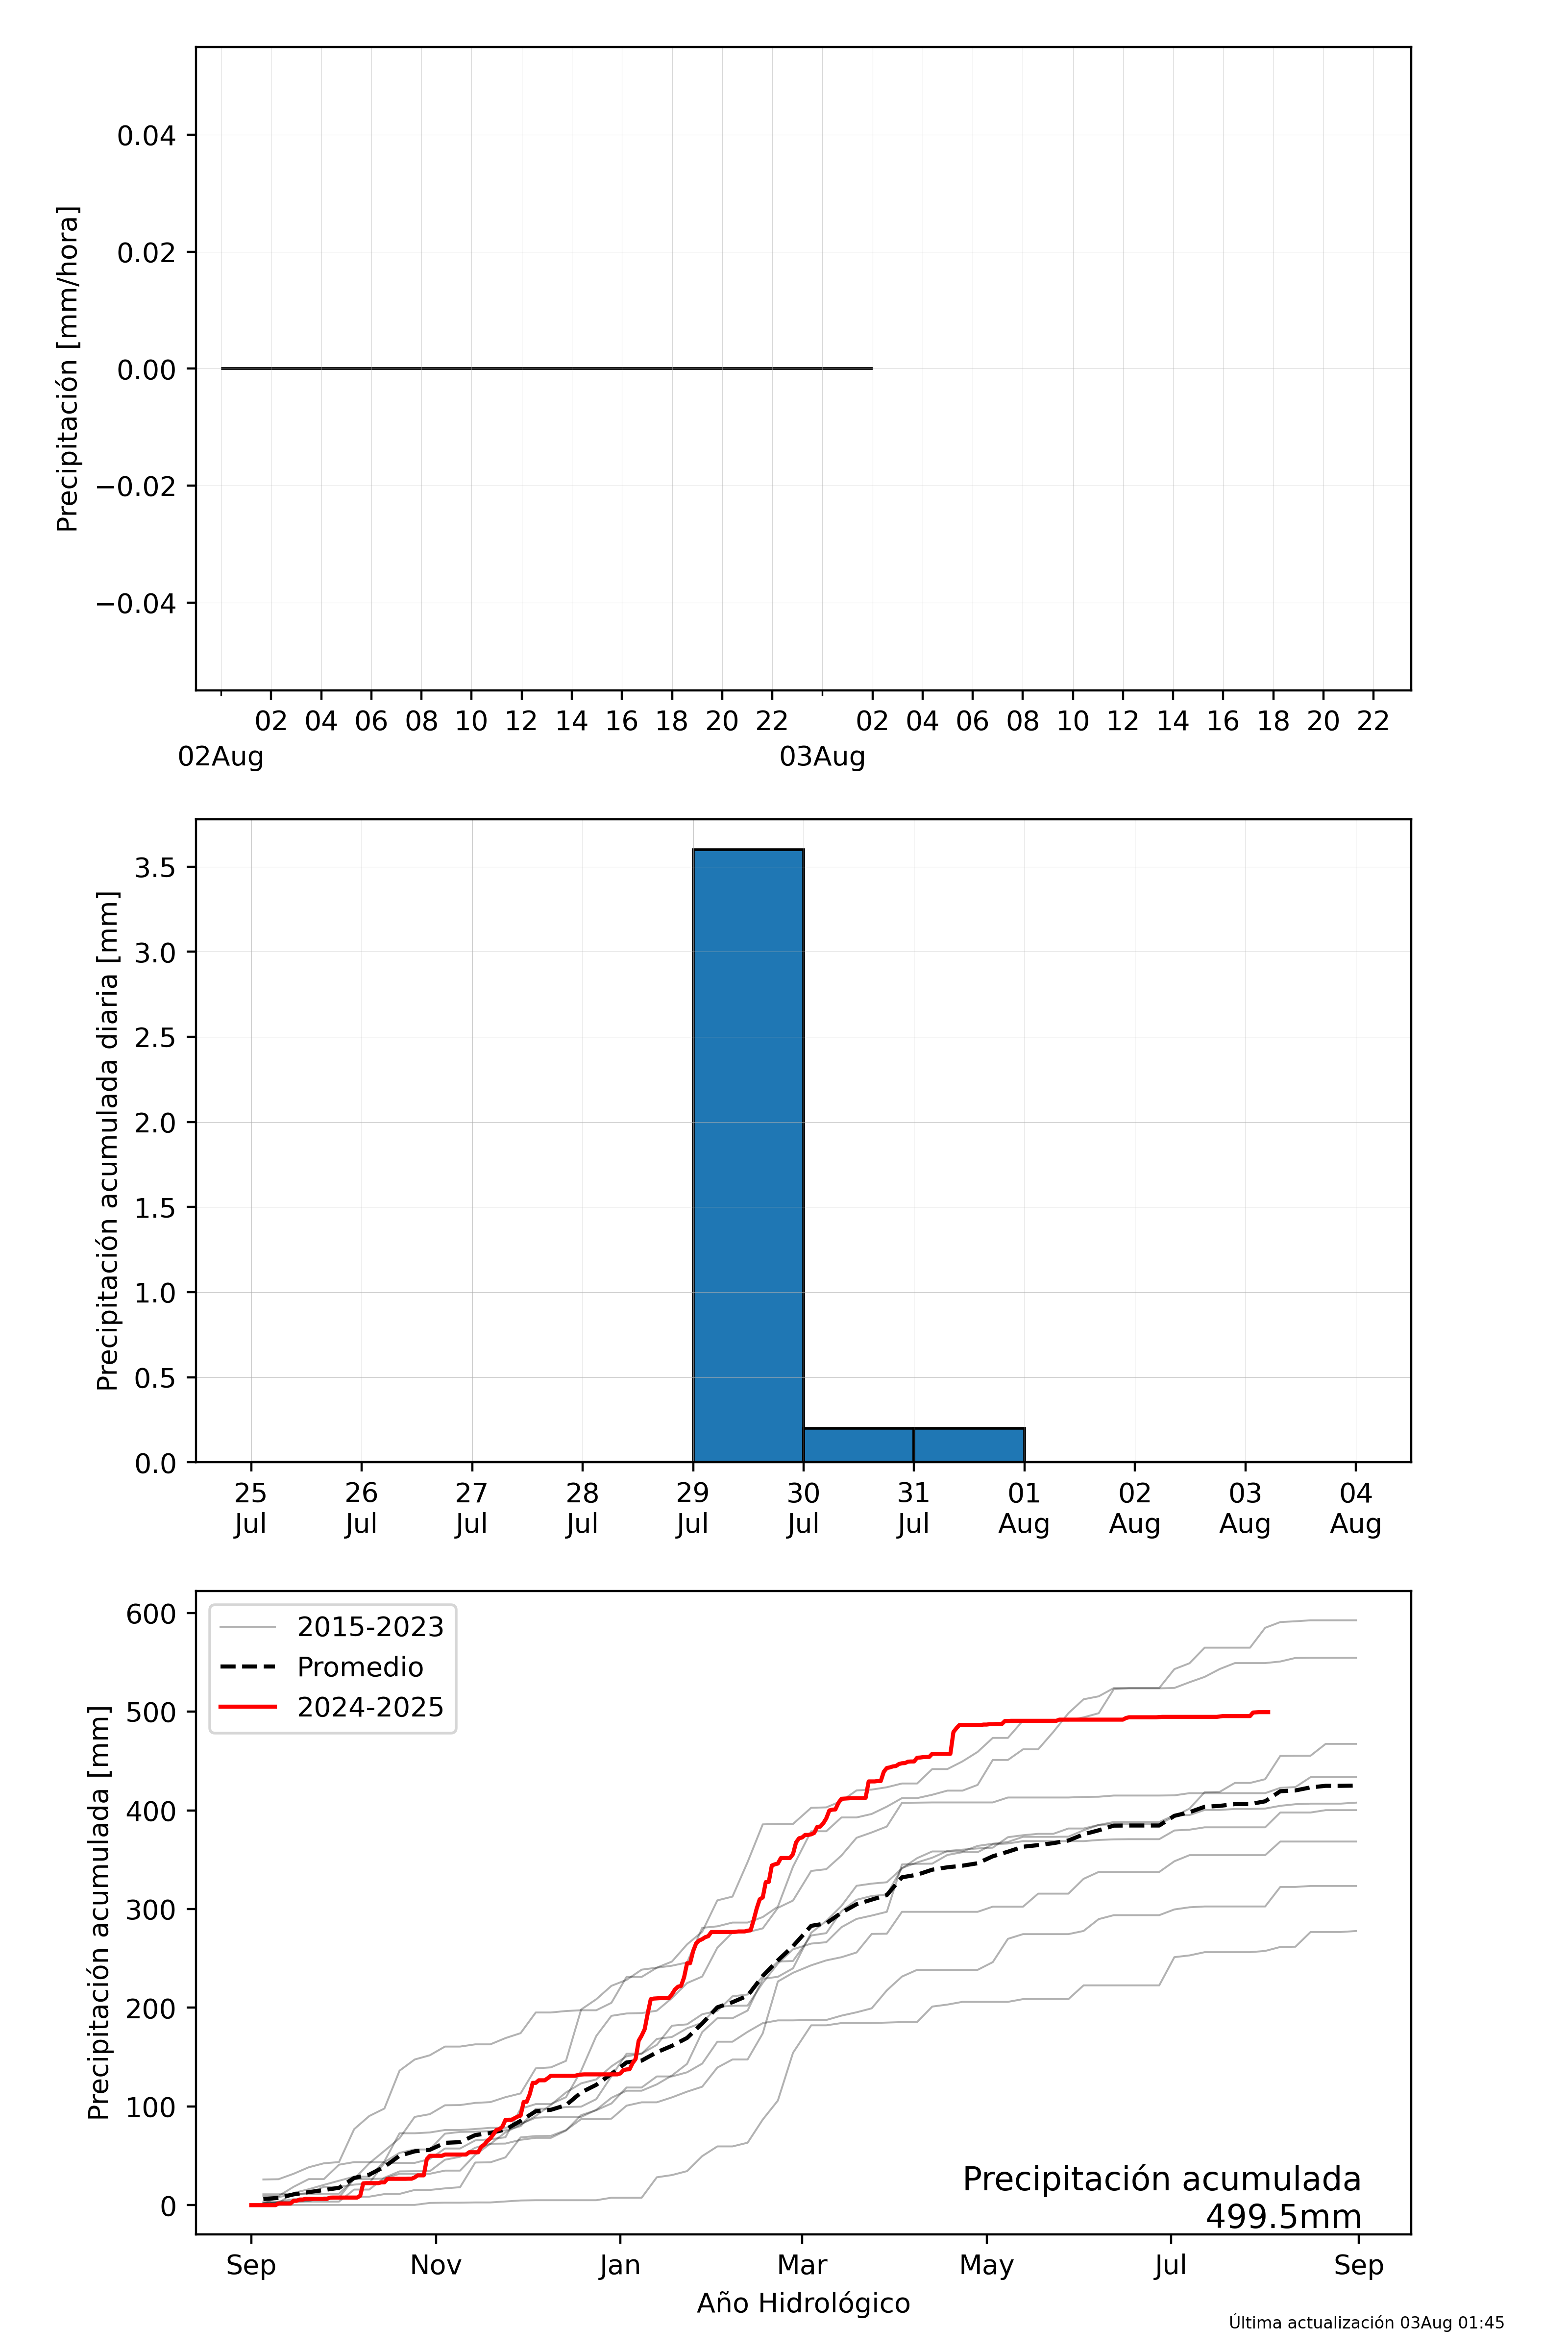 Precipitación [mm/hora]
0.04
0.02
0.00
−0.02
−0.04
02 04 06 08 10 12 14 16 18 20 22 02 04 06 08 10 12 14 16 18 20 22
02Aug 03Aug
Precipitación acumulada diaria [mm]
3.5
3.0
2.5
2.0
1.5
1.0
0.5
0.0
25 26 27 28 29 30 31 01 02 03 04
Jul Jul Jul Jul Jul Jul Jul Aug Aug Aug Aug
Precipitación acumulada [mm]
600
500
400
300
200
100
0
2015-2023
Promedio
2024-2025
Precipitación acumulada
499.5mm
Sep Nov Jan Mar May Jul Sep
Año Hidrológico
Última actualización 03Aug 01:45